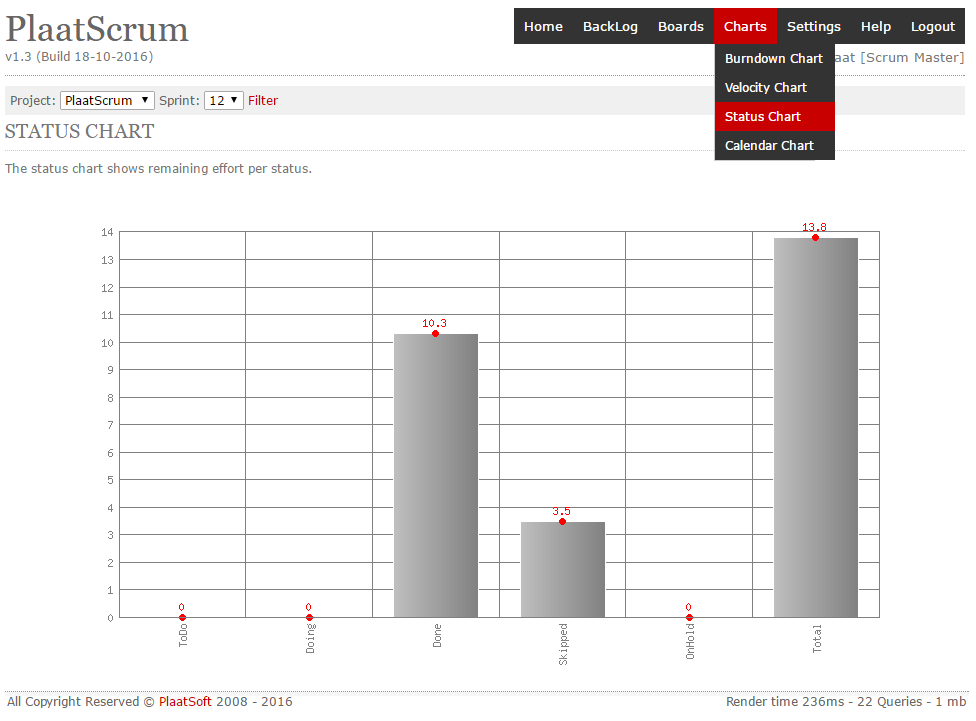 PlaatScrum
Home BackLog Boards Charts Settings Help Logout
v1.3 (Build 18-10-2016)
[Scrum Master]
Burndown Chart
Velocity Chart
Status Chart
Calendar Chart
Project: PlaatScrum Sprint: 12 Filter
STATUS CHART
The status chart shows remaining effort per status.
14
13
12
11
10
9
8
7
6
5
4
3
2
1
0
0
0
10.3
3.5
0
13.8
ToDo
Doing
Done
Skipped
OnHold
Total
All Copyright Reserved © PlaatSoft 2008 - 2016
Render time 236ms - 22 Queries - 1 mb